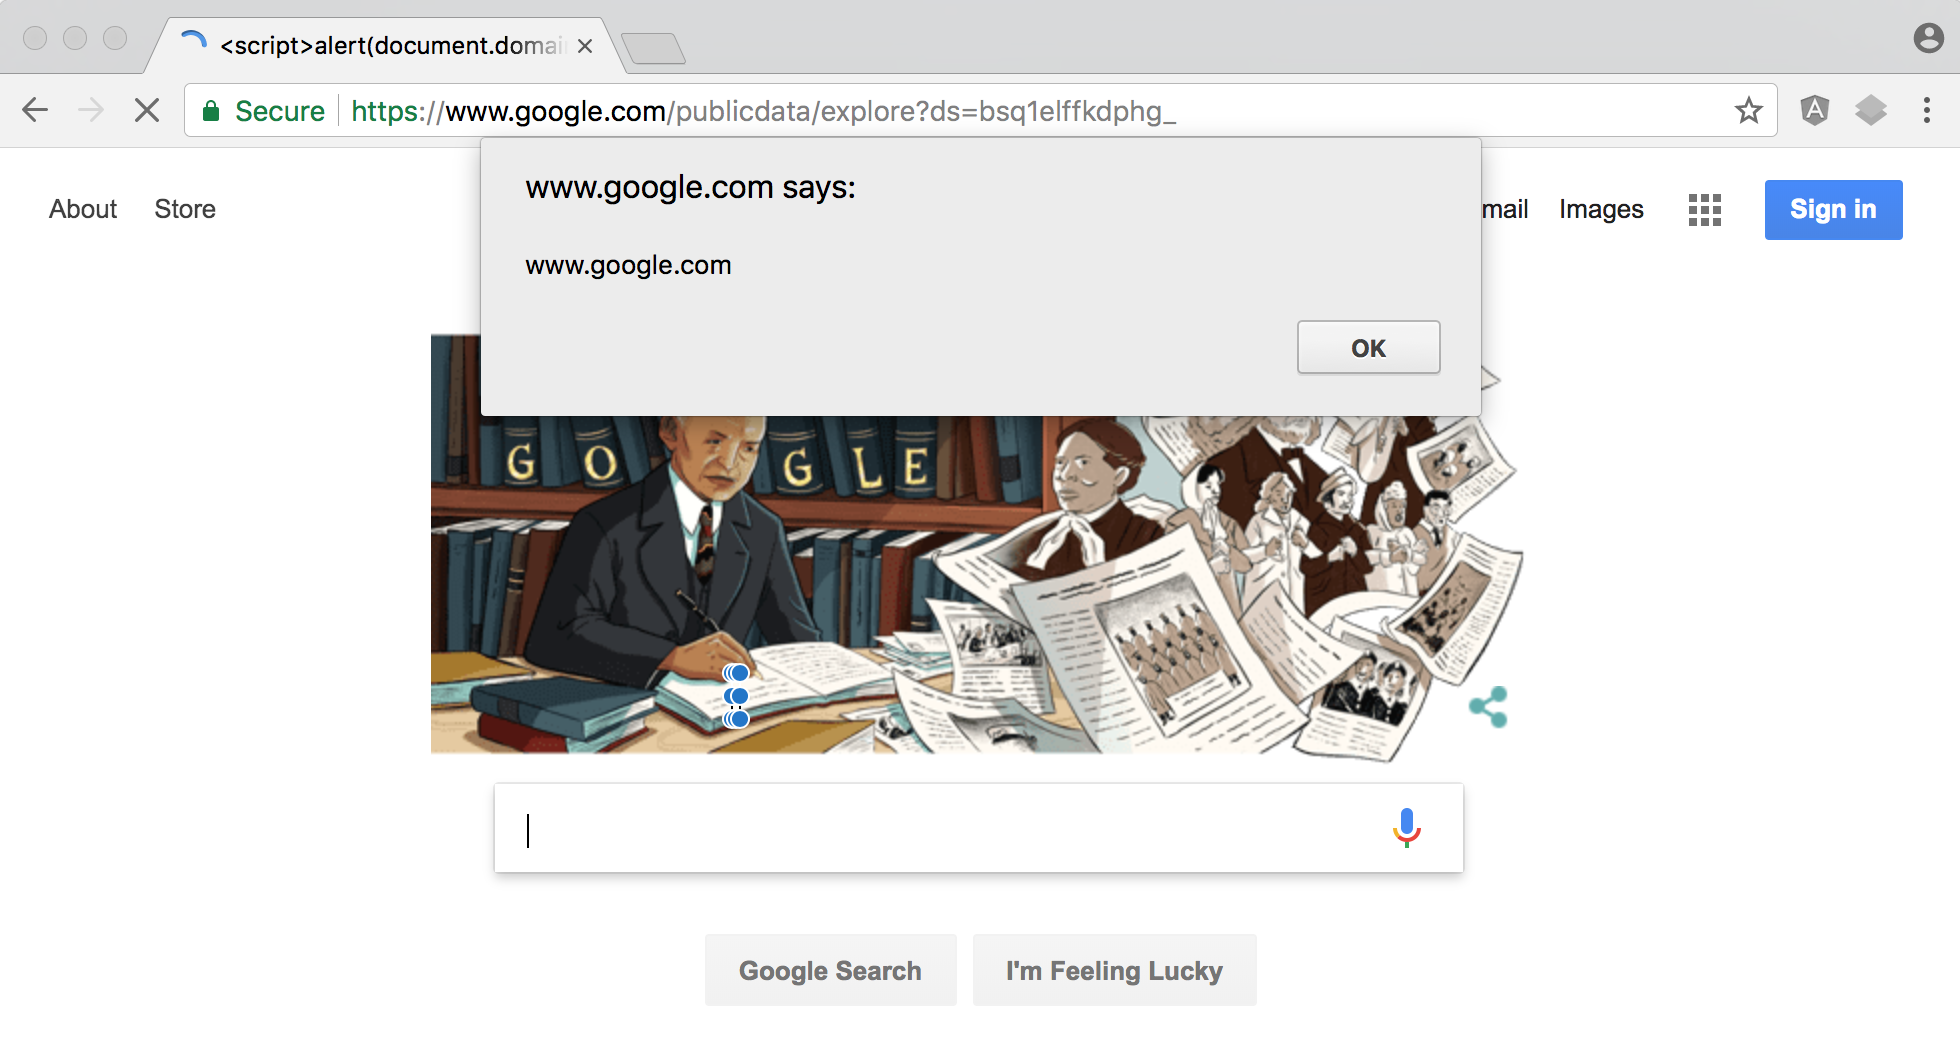 <script>alert(document.domai
Secure https://www.google.com/publicdata/explore?ds=bsq1elffkdphg_
www.google.com says:
www.google.com
OK
About Store mail Images Sign in
G O G L E
Google Search I'm Feeling Lucky